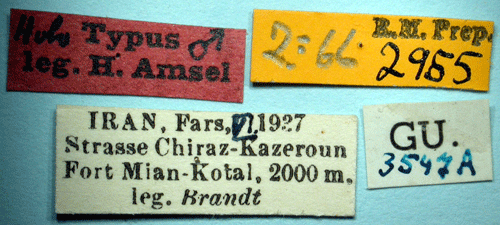 Holo Typus ♂
leg. H. Amsel
2:66. R. M. Prep.
2955
IRAN, Fars, VI.1937
Strasse Chiraz-Kazeroun
Fort Mian-Kotal, 2000 m,
leg. Brandt
GU.
3547A